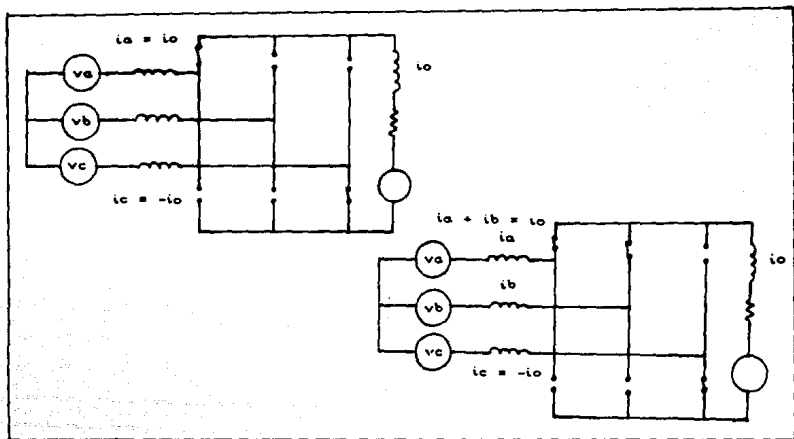 ia = io
io
va
vb
vc
ic = -io
ia + ib = io
ia
io
va
ib
vb
vc
ic = -io